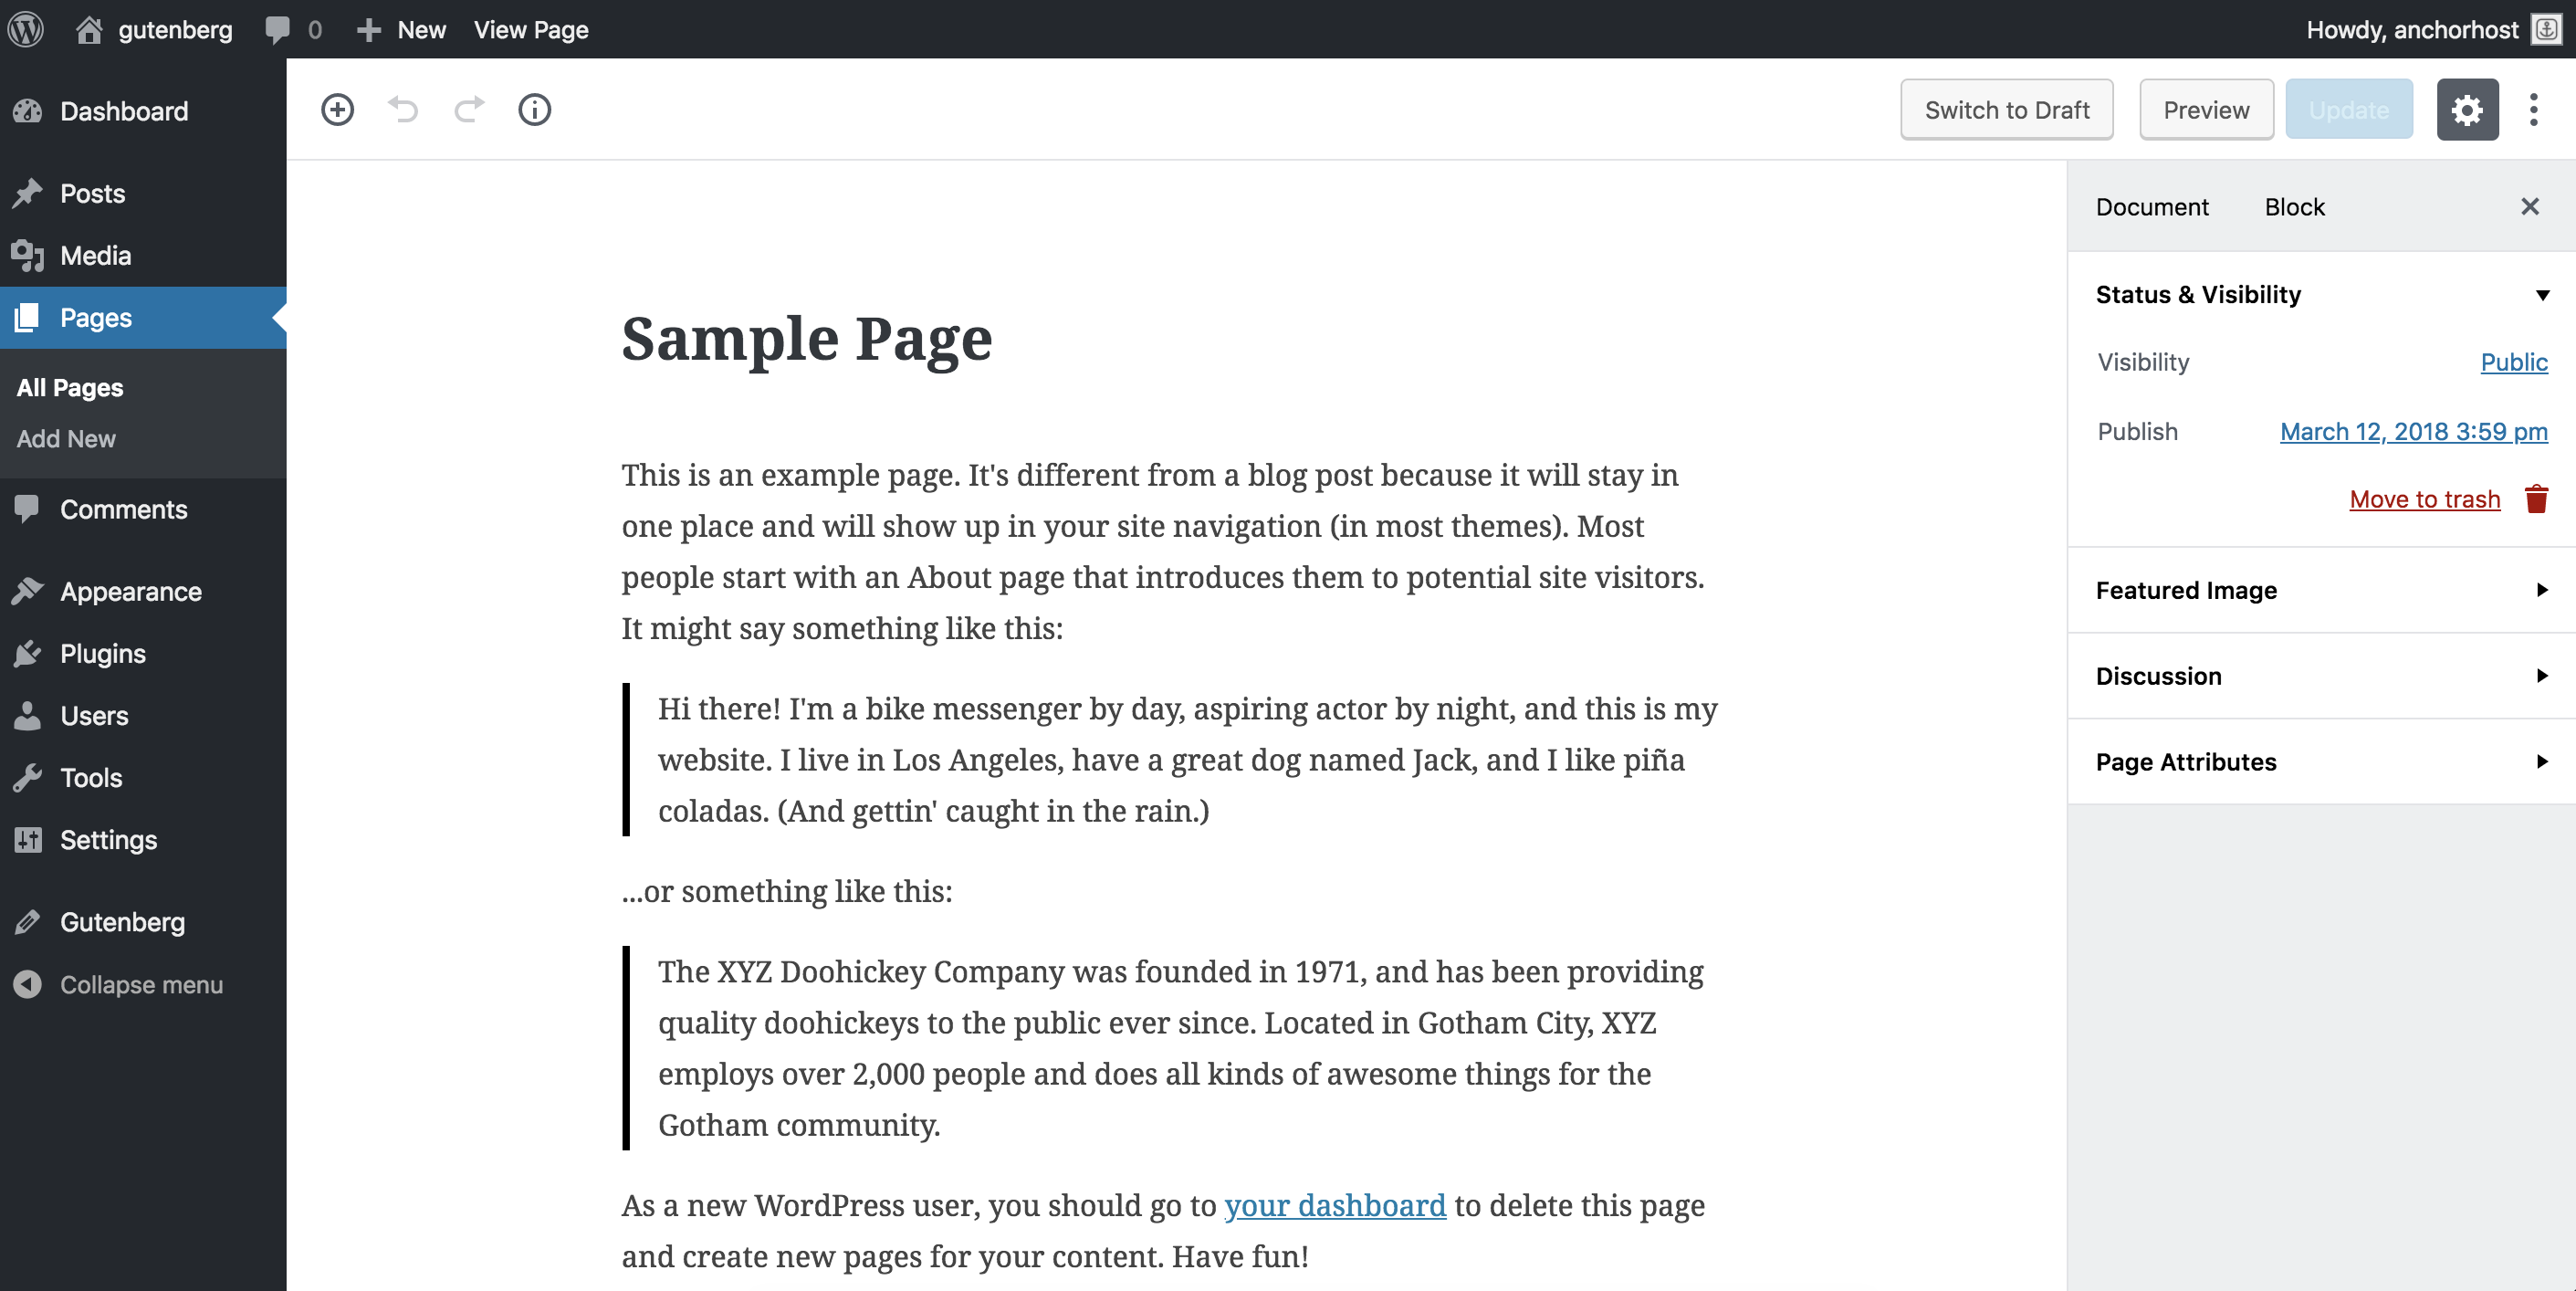 gutenberg 0 New View Page Howdy, anchorhost
Dashboard
Posts
Media
Pages
All Pages
Add New
Comments
Appearance
Plugins
Users
Tools
Settings
Gutenberg
Collapse menu
Switch to Draft Preview Update
Sample Page
This is an example page. It's different from a blog post because it will stay in
one place and will show up in your site navigation (in most themes). Most
people start with an About page that introduces them to potential site visitors.
It might say something like this:
Hi there! I'm a bike messenger by day, aspiring actor by night, and this is my
website. I live in Los Angeles, have a great dog named Jack, and I like piña
coladas. (And gettin' caught in the rain.)
...or something like this:
The XYZ Doohickey Company was founded in 1971, and has been providing
quality doohickeys to the public ever since. Located in Gotham City, XYZ
employs over 2,000 people and does all kinds of awesome things for the
Gotham community.
As a new WordPress user, you should go to your dashboard to delete this page
and create new pages for your content. Have fun!
Document Block
Status & Visibility
Visibility Public
Publish March 12, 2018 3:59 pm
Move to trash
Featured Image
Discussion
Page Attributes